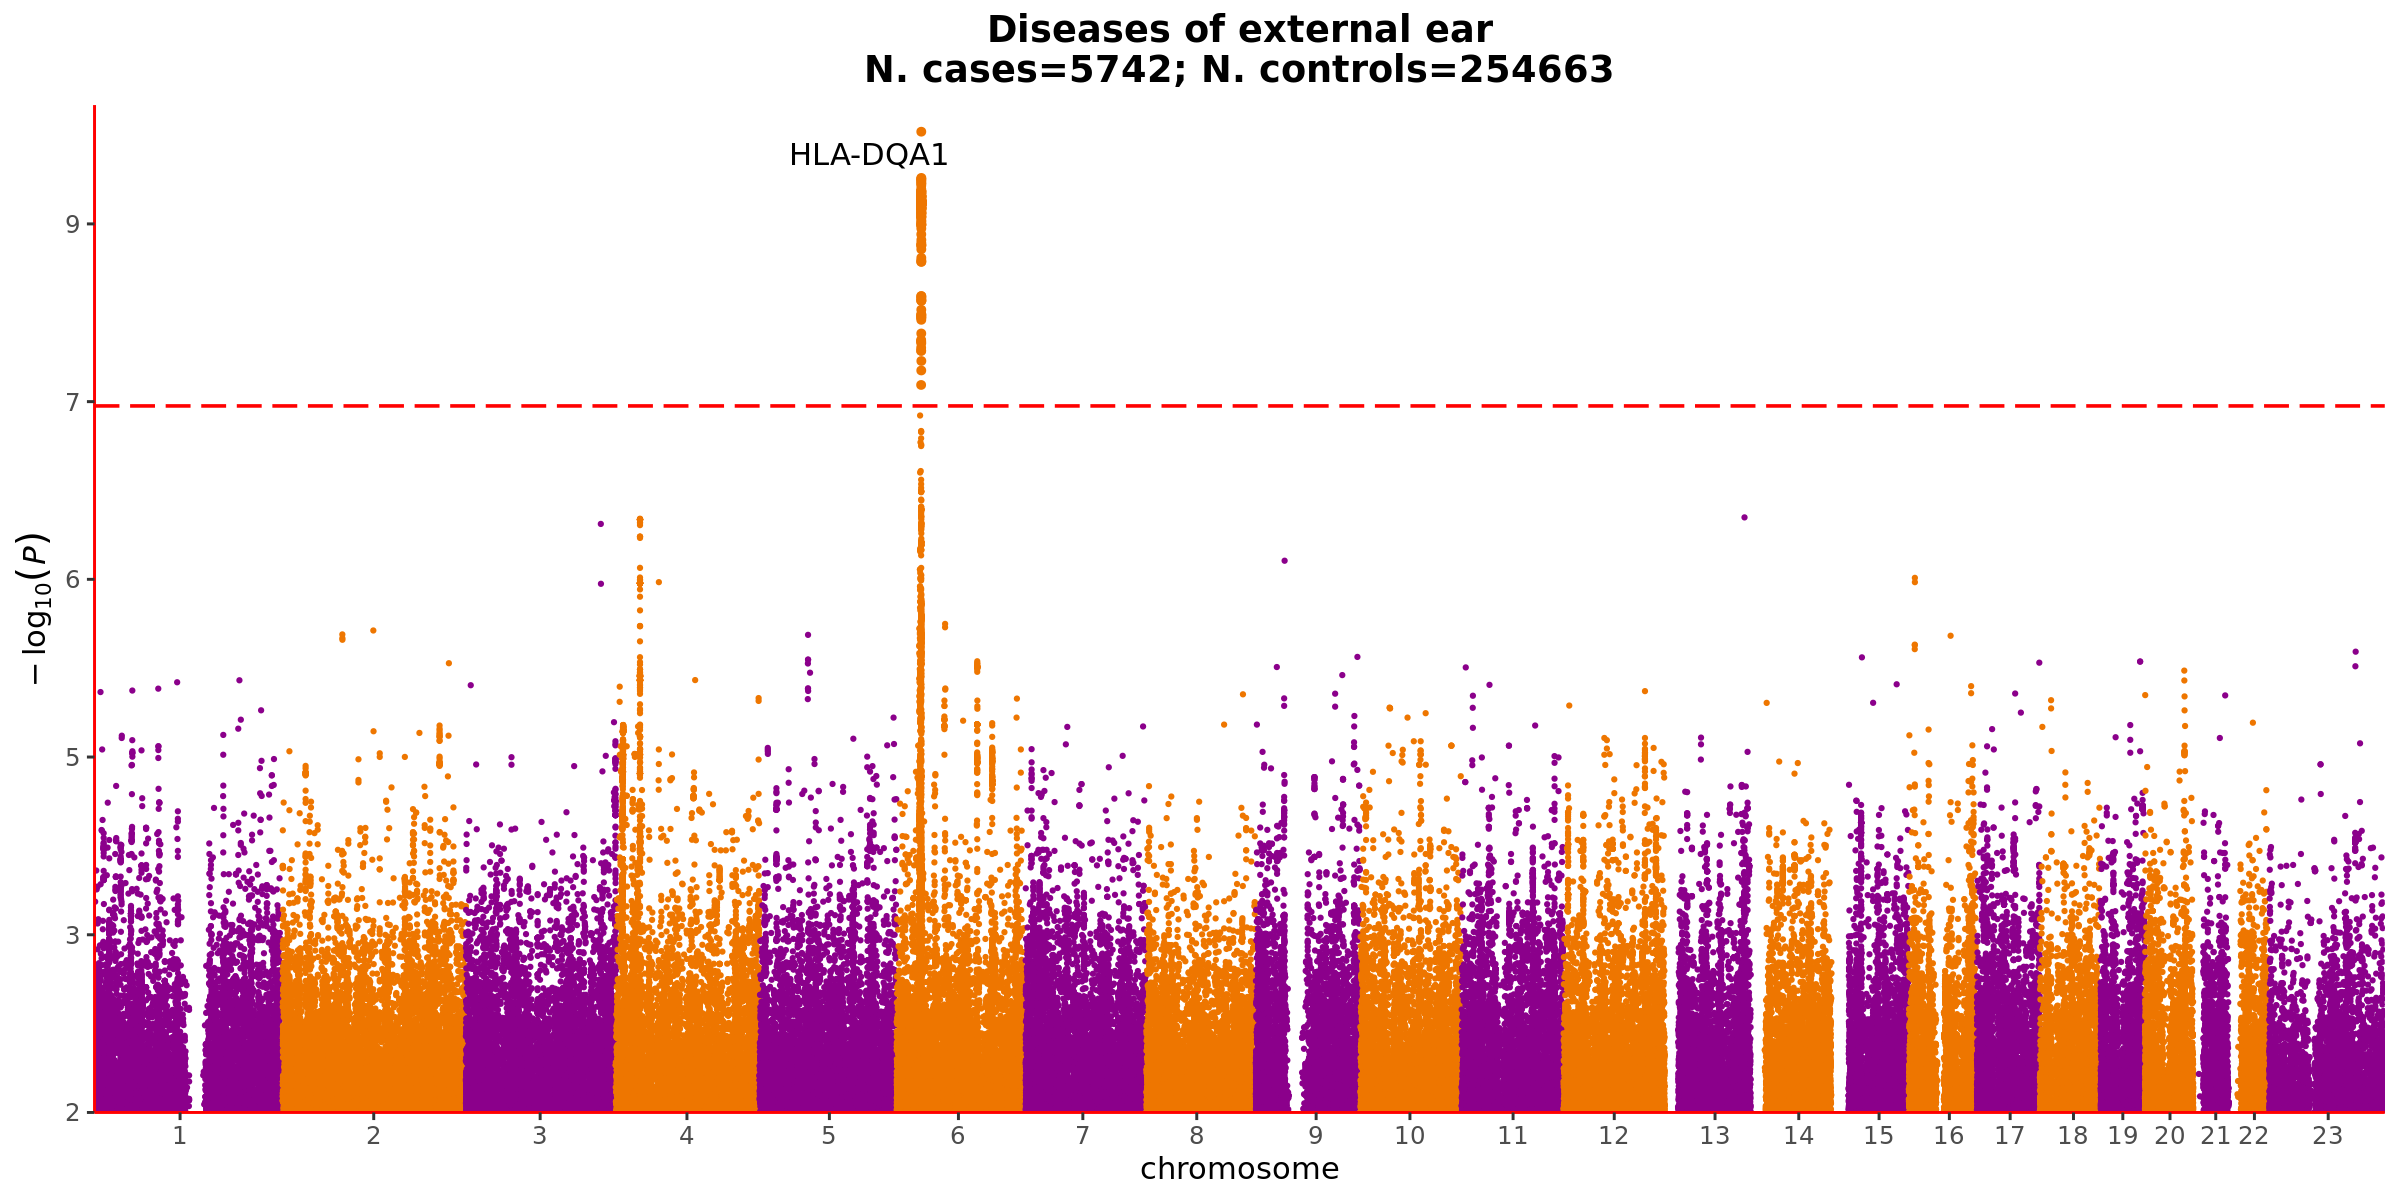 Diseases of external ear
N. cases=5742; N. controls=254663
HLA-DQA1
9
7
6
5
3
2
−log10(P)
1 2 3 4 5 6 7 8 9 10 11 12 13 14 15 16 17 18 19 20 21 22 23
chromosome